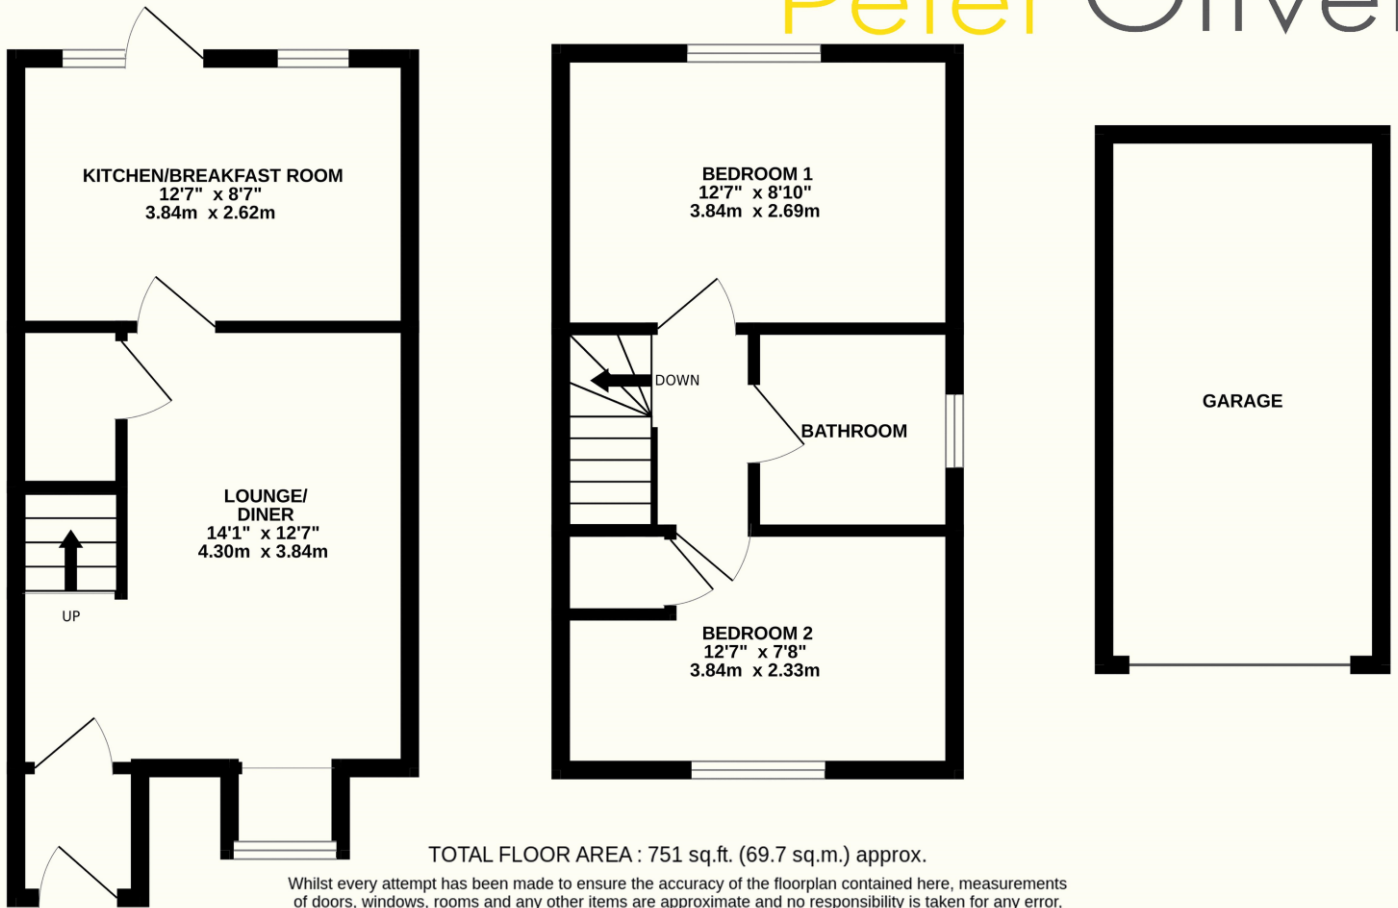 Peter Oliver
KITCHEN/BREAKFAST ROOM
12'7" x 8'7"
3.84m x 2.62m
LOUNGE/
DINER
14'1" x 12'7"
4.30m x 3.84m
UP
BEDROOM 1
12'7" x 8'10"
3.84m x 2.69m
DOWN
BATHROOM
BEDROOM 2
12'7" x 7'8"
3.84m x 2.33m
GARAGE
TOTAL FLOOR AREA : 751 sq.ft. (69.7 sq.m.) approx.
Whilst every attempt has been made to ensure the accuracy of the floorplan contained here, measurements
of doors, windows, rooms and any other items are approximate and no responsibility is taken for any error,